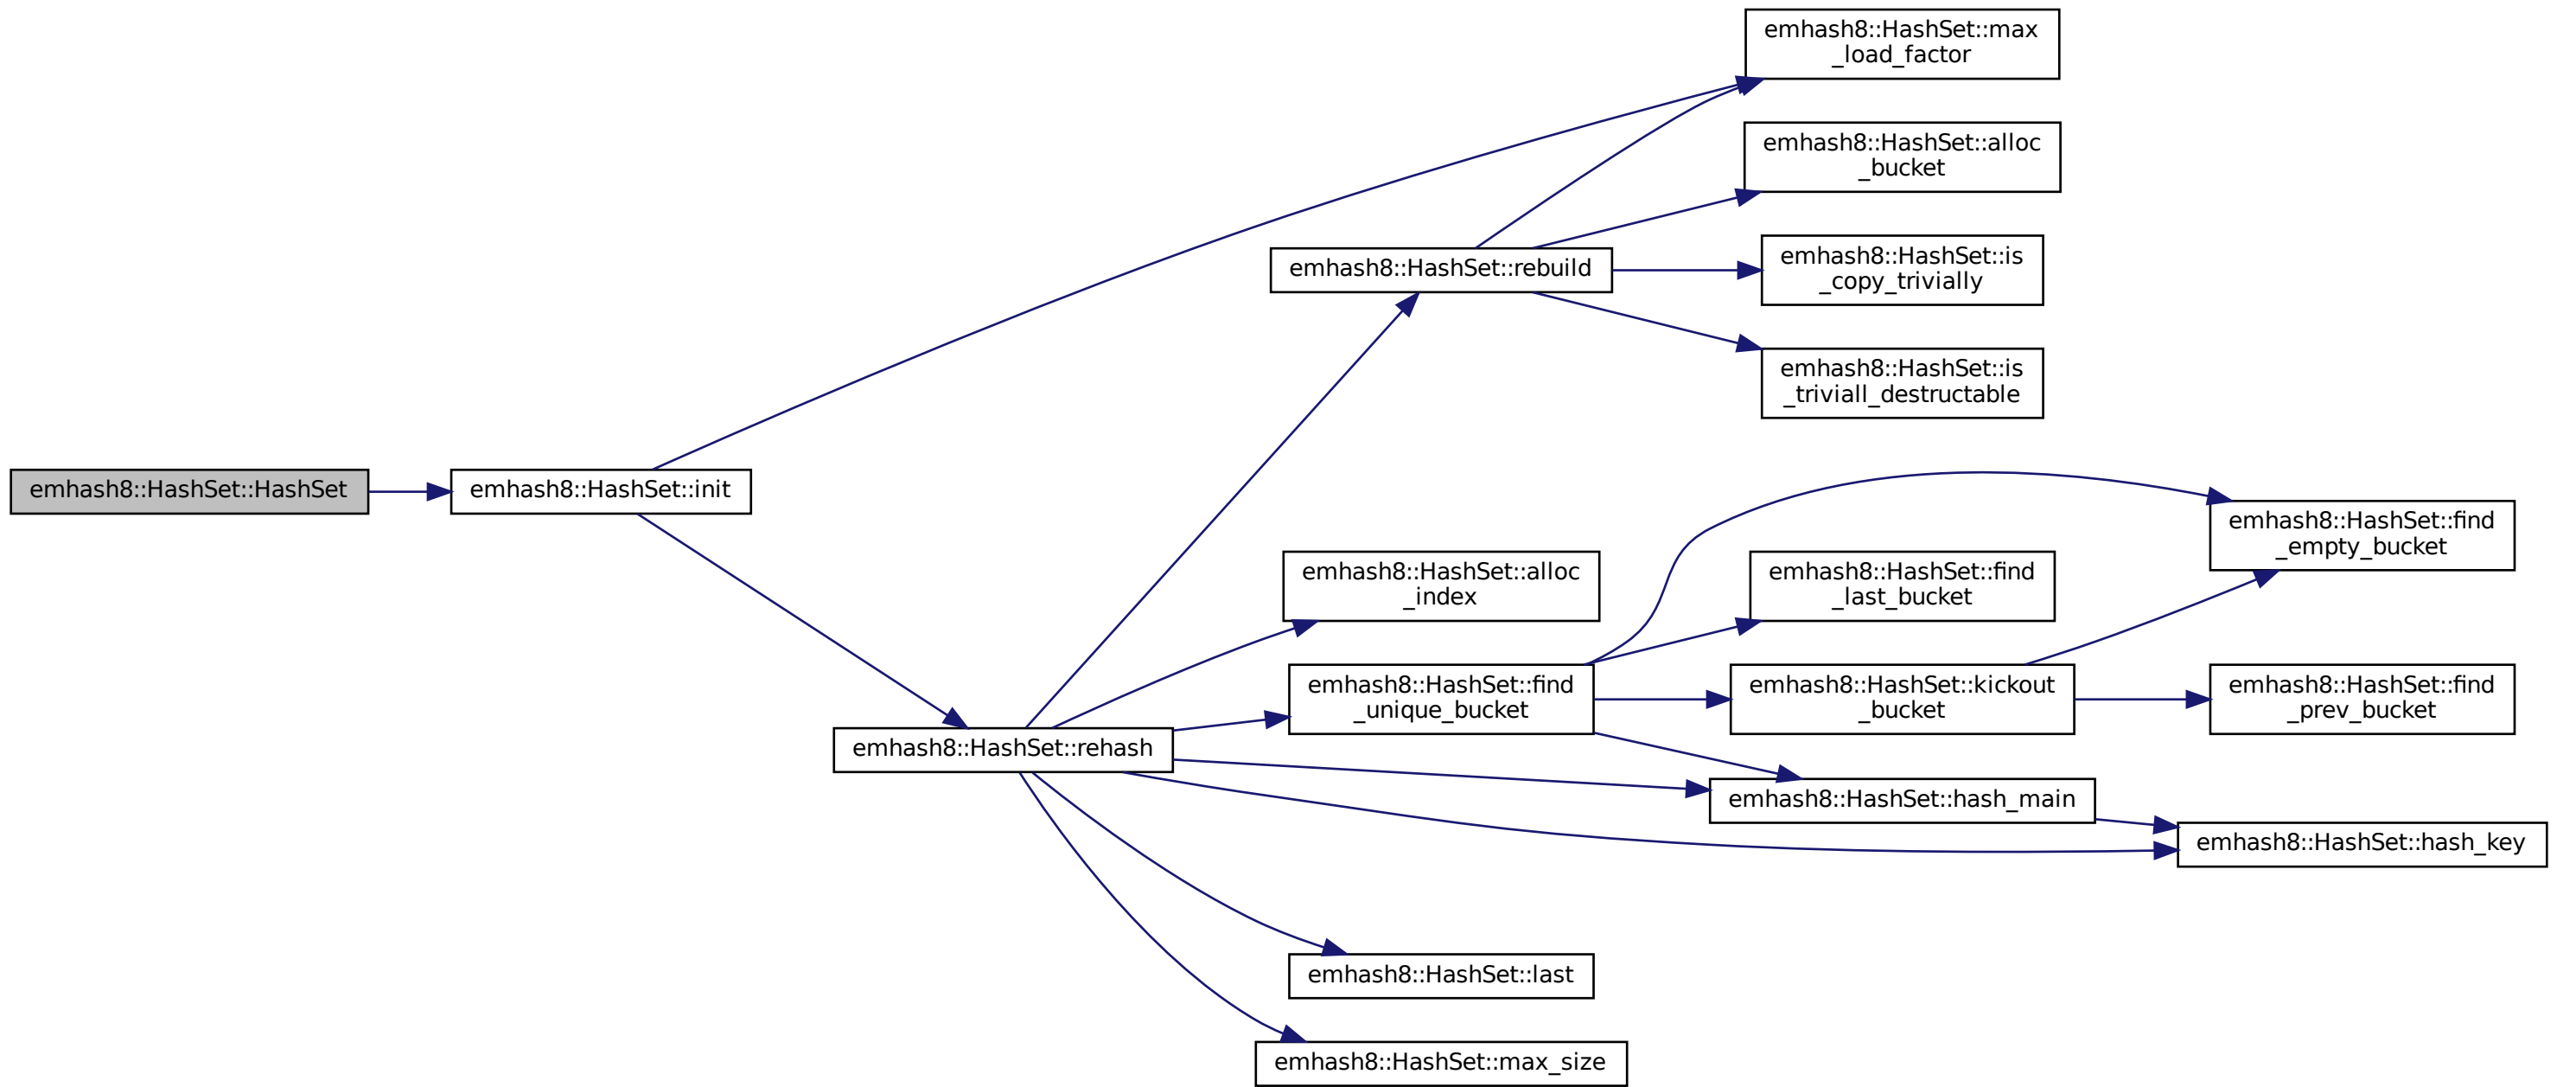 emhash8::HashSet::max
_load_factor
emhash8::HashSet::alloc
_bucket
emhash8::HashSet::rebuild
emhash8::HashSet::is
_copy_trivially
emhash8::HashSet::is
_triviall_destructable
emhash8::HashSet::HashSet
emhash8::HashSet::init
emhash8::HashSet::find
_empty_bucket
emhash8::HashSet::alloc
_index
emhash8::HashSet::find
_last_bucket
emhash8::HashSet::find
_unique_bucket
emhash8::HashSet::kickout
_bucket
emhash8::HashSet::find
_prev_bucket
emhash8::HashSet::rehash
emhash8::HashSet::hash_main
emhash8::HashSet::hash_key
emhash8::HashSet::last
emhash8::HashSet::max_size